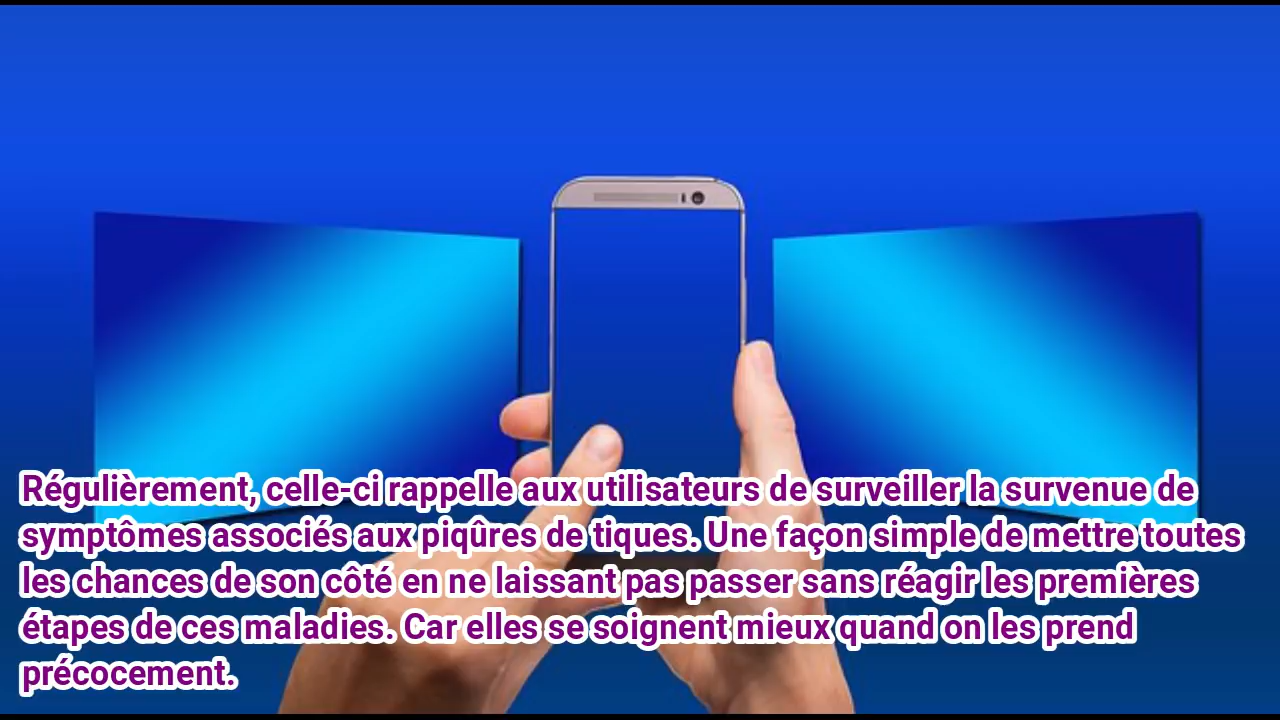 Régulièrement, celle-ci rappelle aux utilisateurs de surveiller la survenue de
symptômes associés aux piqûres de tiques. Une façon simple de mettre toutes
les chances de son côté en ne laissant pas passer sans réagir les premières
étapes de ces maladies. Car elles se soignent mieux quand on les prend
précocement.